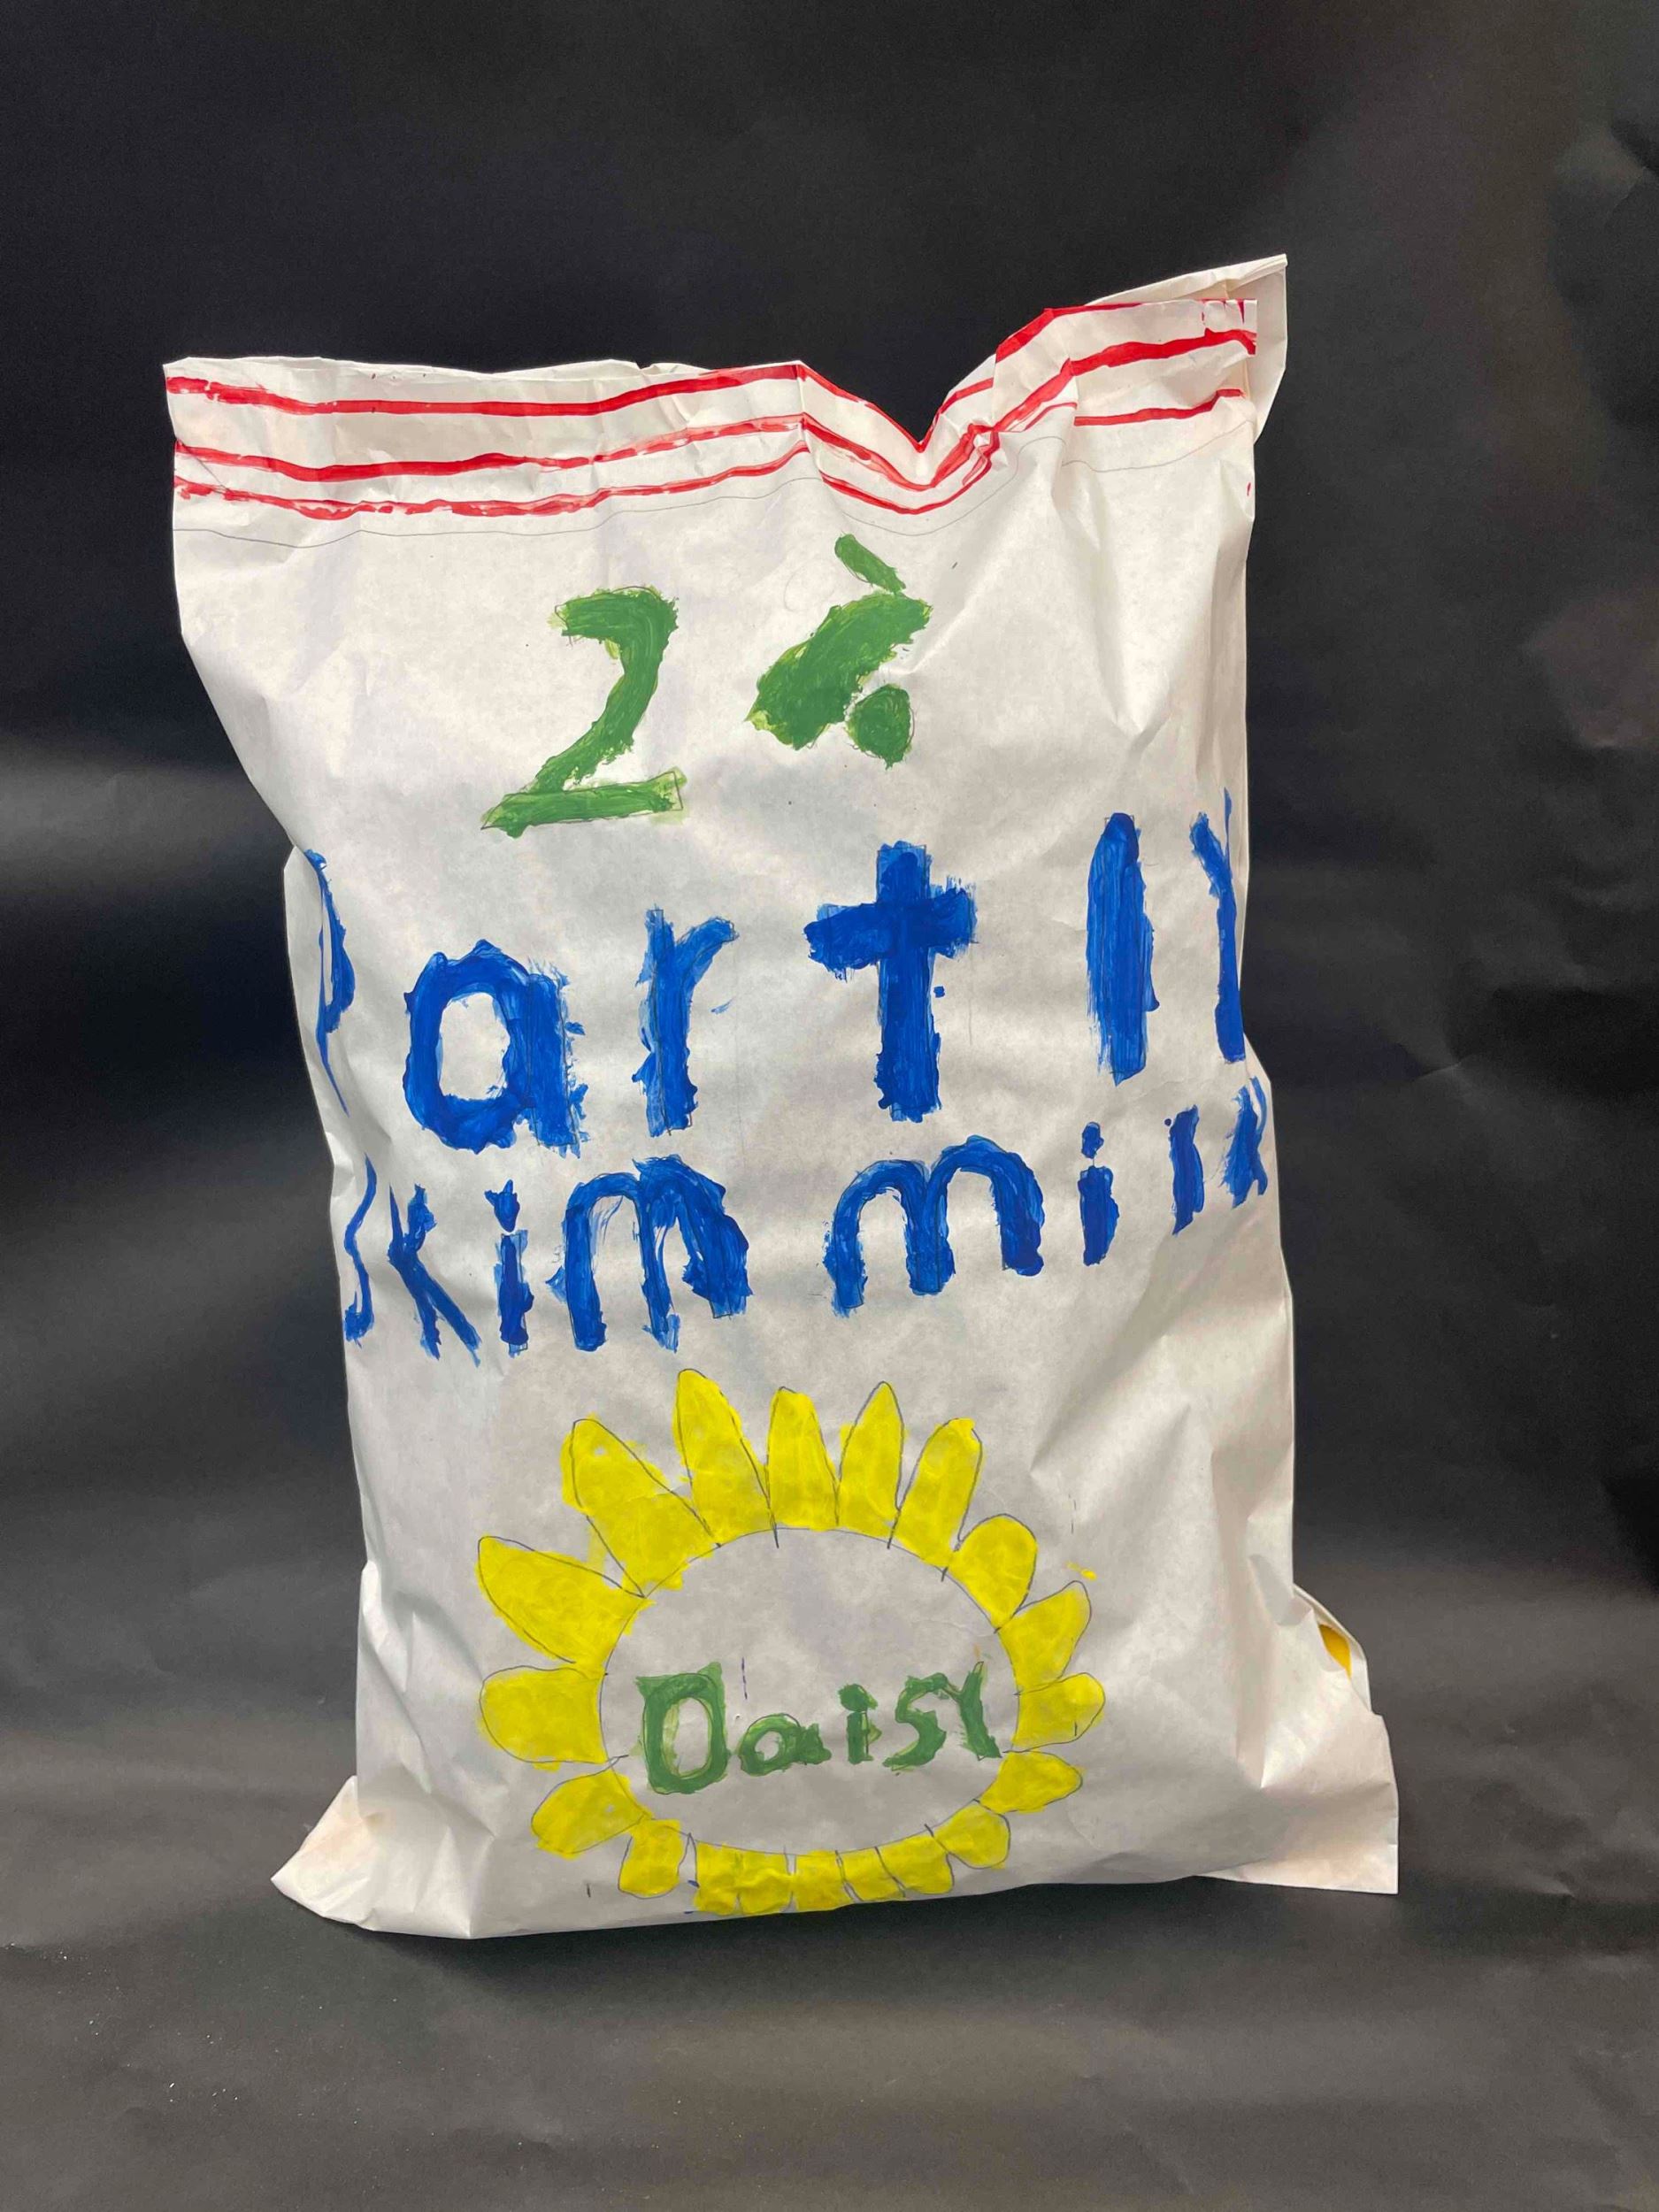 2%
Partly
Skim milk
Daisy